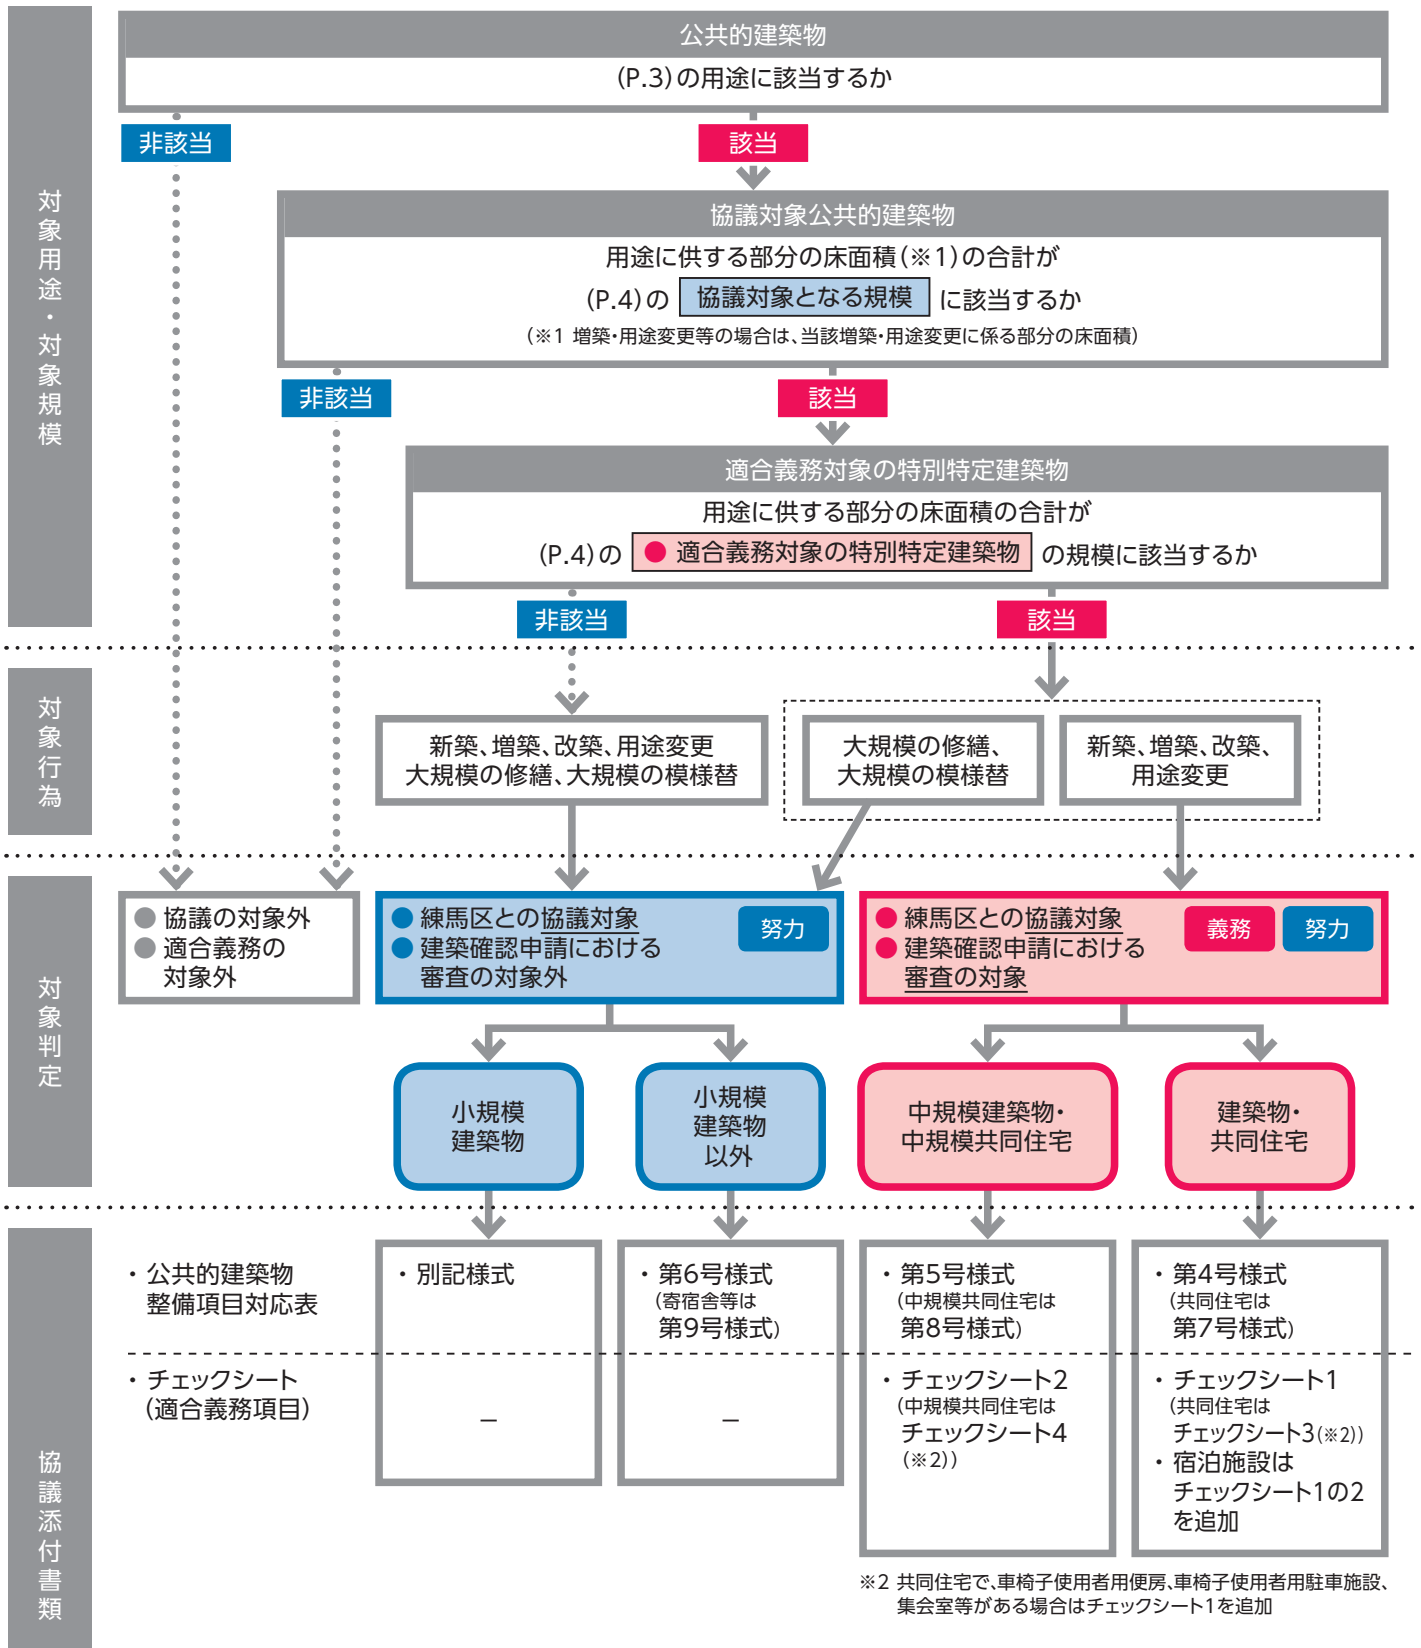 対象用途・対象規模
公共的建築物
(P.3)の用途に該当するか
非該当
該当
協議対象公共的建築物
用途に供する部分の床面積(※1)の合計が
(P.4)の 協議対象となる規模 に該当するか
(※1 増築・用途変更等の場合は、当該増築・用途変更に係る部分の床面積)
非該当
該当
適合義務対象の特別特定建築物
用途に供する部分の床面積の合計が
(P.4)の ● 適合義務対象の特別特定建築物 の規模に該当するか
非該当
該当
対象行為
新築、増築、改築、用途変更
大規模の修繕、大規模の模様替
大規模の修繕、
大規模の模様替
新築、増築、改築、
用途変更
対象判定
● 協議の対象外
● 適合義務の
対象外
● 練馬区との協議対象
● 建築確認申請における
審査の対象外
努力
● 練馬区との協議対象
● 建築確認申請における
審査の対象
義務
努力
小規模
建築物
小規模
建築物
以外
中規模建築物・
中規模共同住宅
建築物・
共同住宅
協議添付書類
・公共的建築物
整備項目対応表
・別記様式
・第6号様式
(寄宿舎等は
第9号様式)
・第5号様式
(中規模共同住宅は
第8号様式)
・第4号様式
(共同住宅は
第7号様式)
・チェックシート
(適合義務項目)
–
–
・チェックシート2
(中規模共同住宅は
チェックシート4
(※2))
・チェックシート1
(共同住宅は
チェックシート3(※2))
・宿泊施設は
チェックシート1の2
を追加
※2 共同住宅で、車椅子使用者用便房、車椅子使用者用駐車施設、
集会室等がある場合はチェックシート1を追加